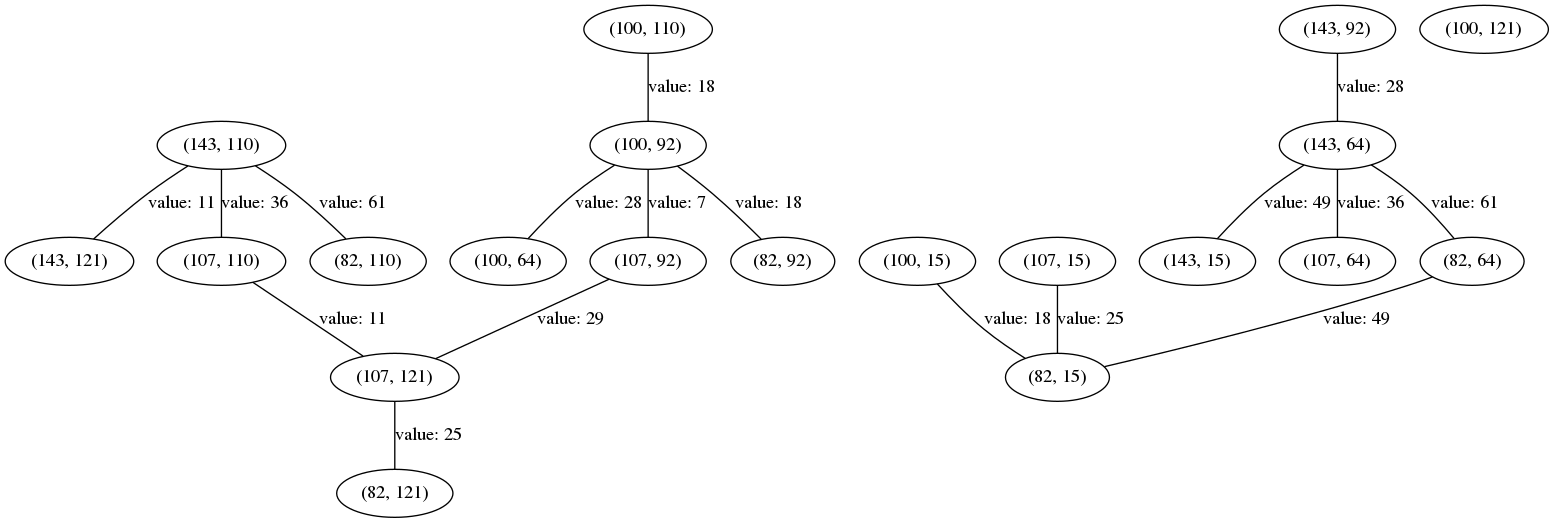 (100, 110)
(143, 92)
(100, 121)
value: 18
value: 28
(143, 110)
(100, 92)
(143, 64)
value: 11
value: 36
value: 61
value: 28
value: 7
value: 18
value: 49
value: 36
value: 61
(143, 121)
(107, 110)
(82, 110)
(100, 64)
(107, 92)
(82, 92)
(100, 15)
(107, 15)
(143, 15)
(107, 64)
(82, 64)
value: 11
value: 29
value: 18
value: 25
value: 49
(107, 121)
(82, 15)
value: 25
(82, 121)